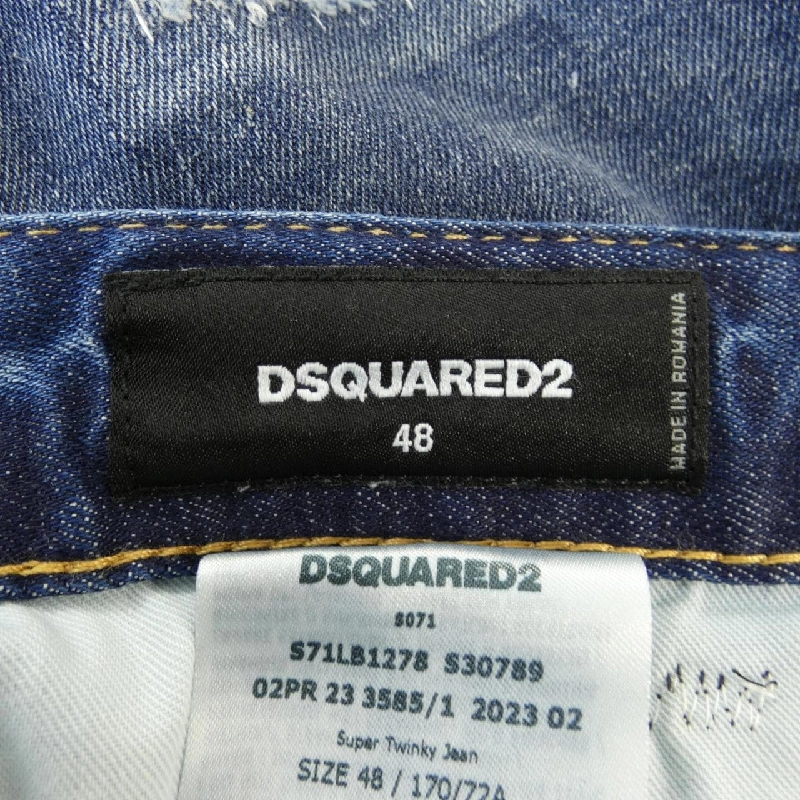 DSQUARED2
48
MADE IN ROMANIA
DSQUARED2
S071
S71LB1278 S30789
02PR 23 3585/1 2023 02
Super Twinky Jean
SIZE 48 / 170/72A